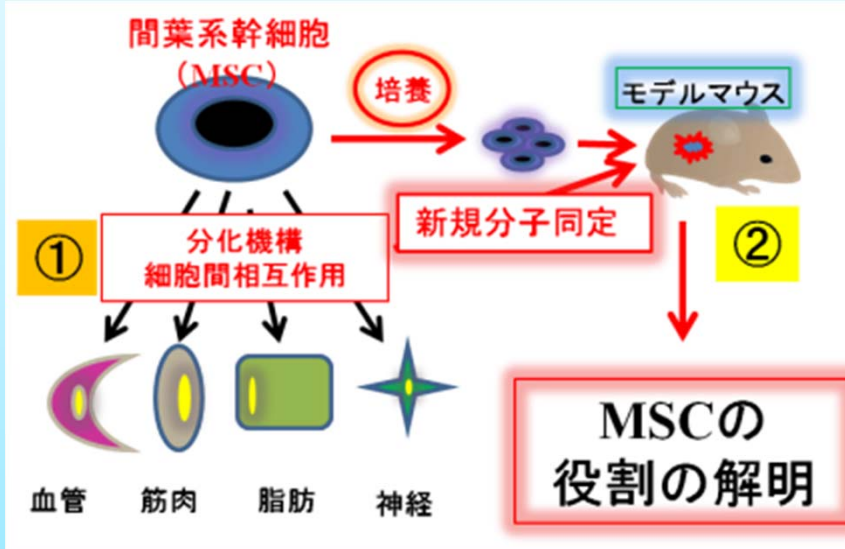 間葉系幹細胞
（MSC）
培養
モデルマウス
①
分化機構
細胞間相互作用
新規分子同定
②
血管
筋肉
脂肪
神経
MSCの
役割の解明